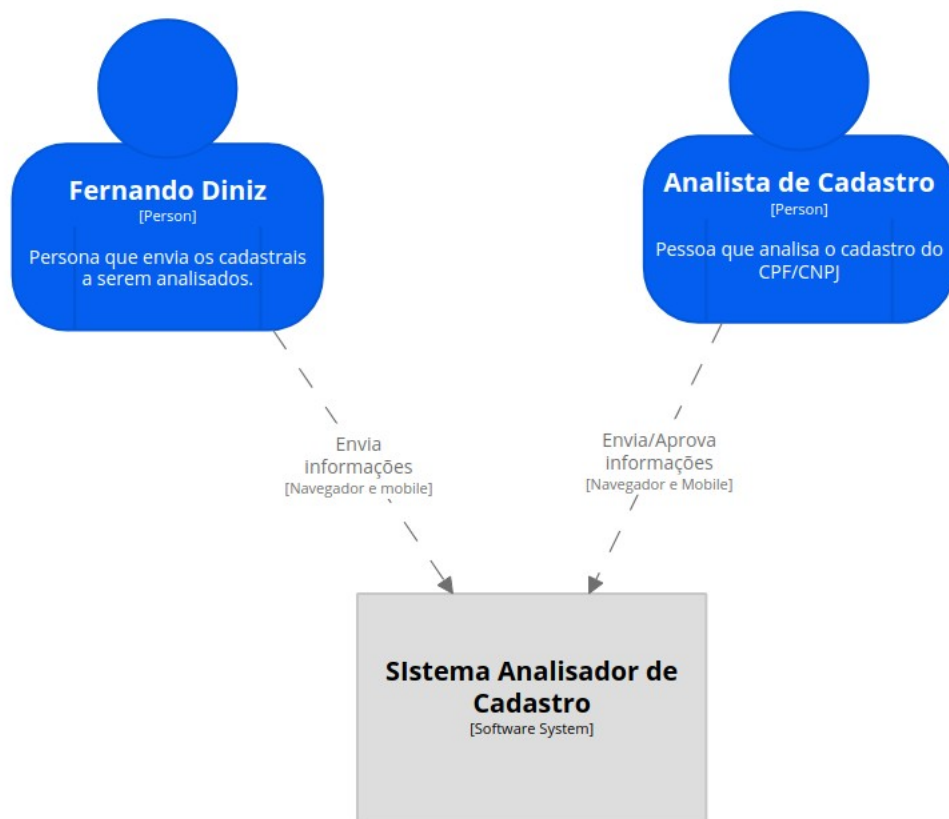 Fernando Diniz
[Person]
Persona que envia os cadastrais
a serem analisados.
Analista de Cadastro
[Person]
Pessoa que analisa o cadastro do
CPF/CNPJ
Envia
informações
[Navegador e mobile]
Envia/Aprova
informações
[Navegador e Mobile]
SIstema Analisador de
Cadastro
[Software System]